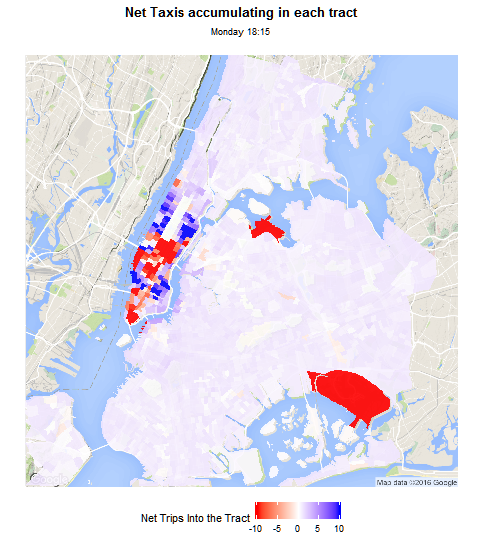 Net Taxis accumulating in each tract
Monday 18:15
Map data ©2016 Google
Net Trips Into the Tract
-10 -5 0 5 10